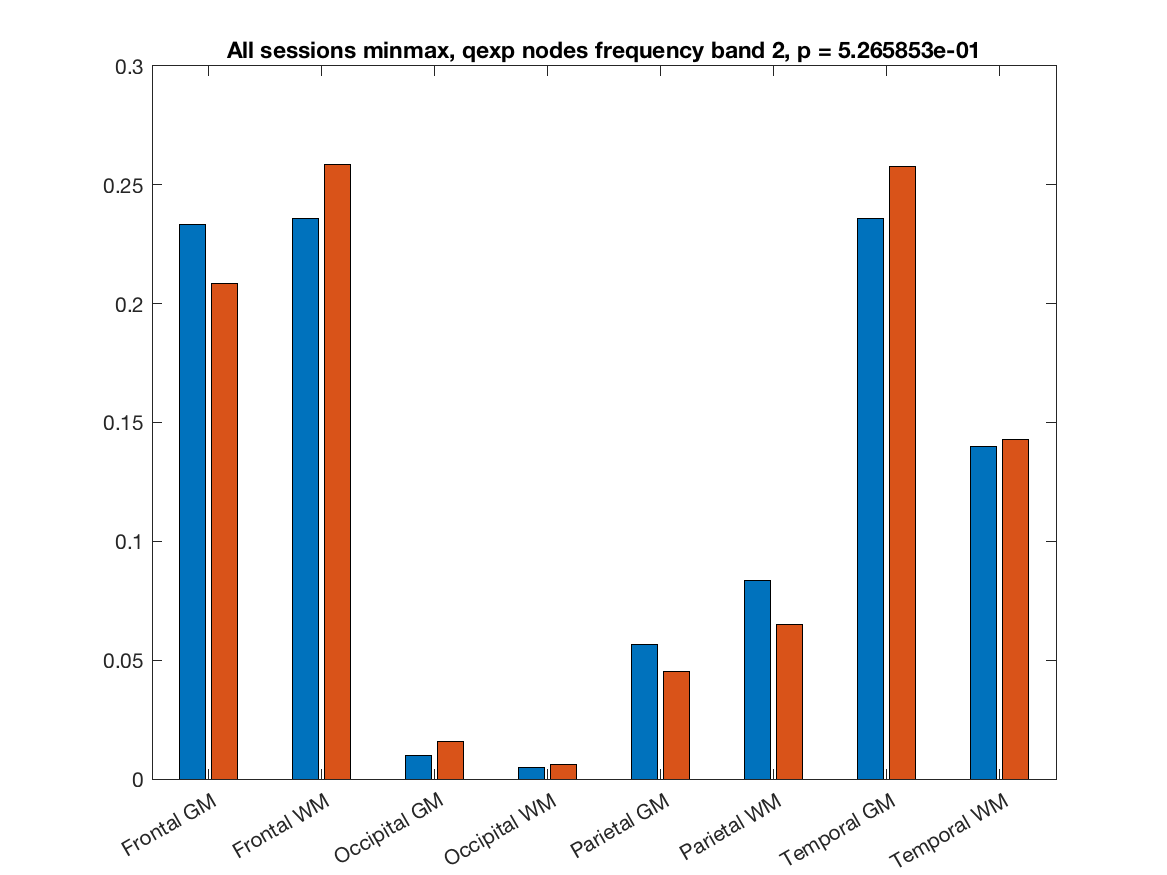 All sessions minmax, qexp nodes frequency band 2, p = 5.265853e-01
0.3
0.25
0.2
0.15
0.1
0.05
0
Frontal GM
Frontal WM
Occipital GM
Occipital WM
Parietal GM
Parietal WM
Temporal GM
Temporal WM